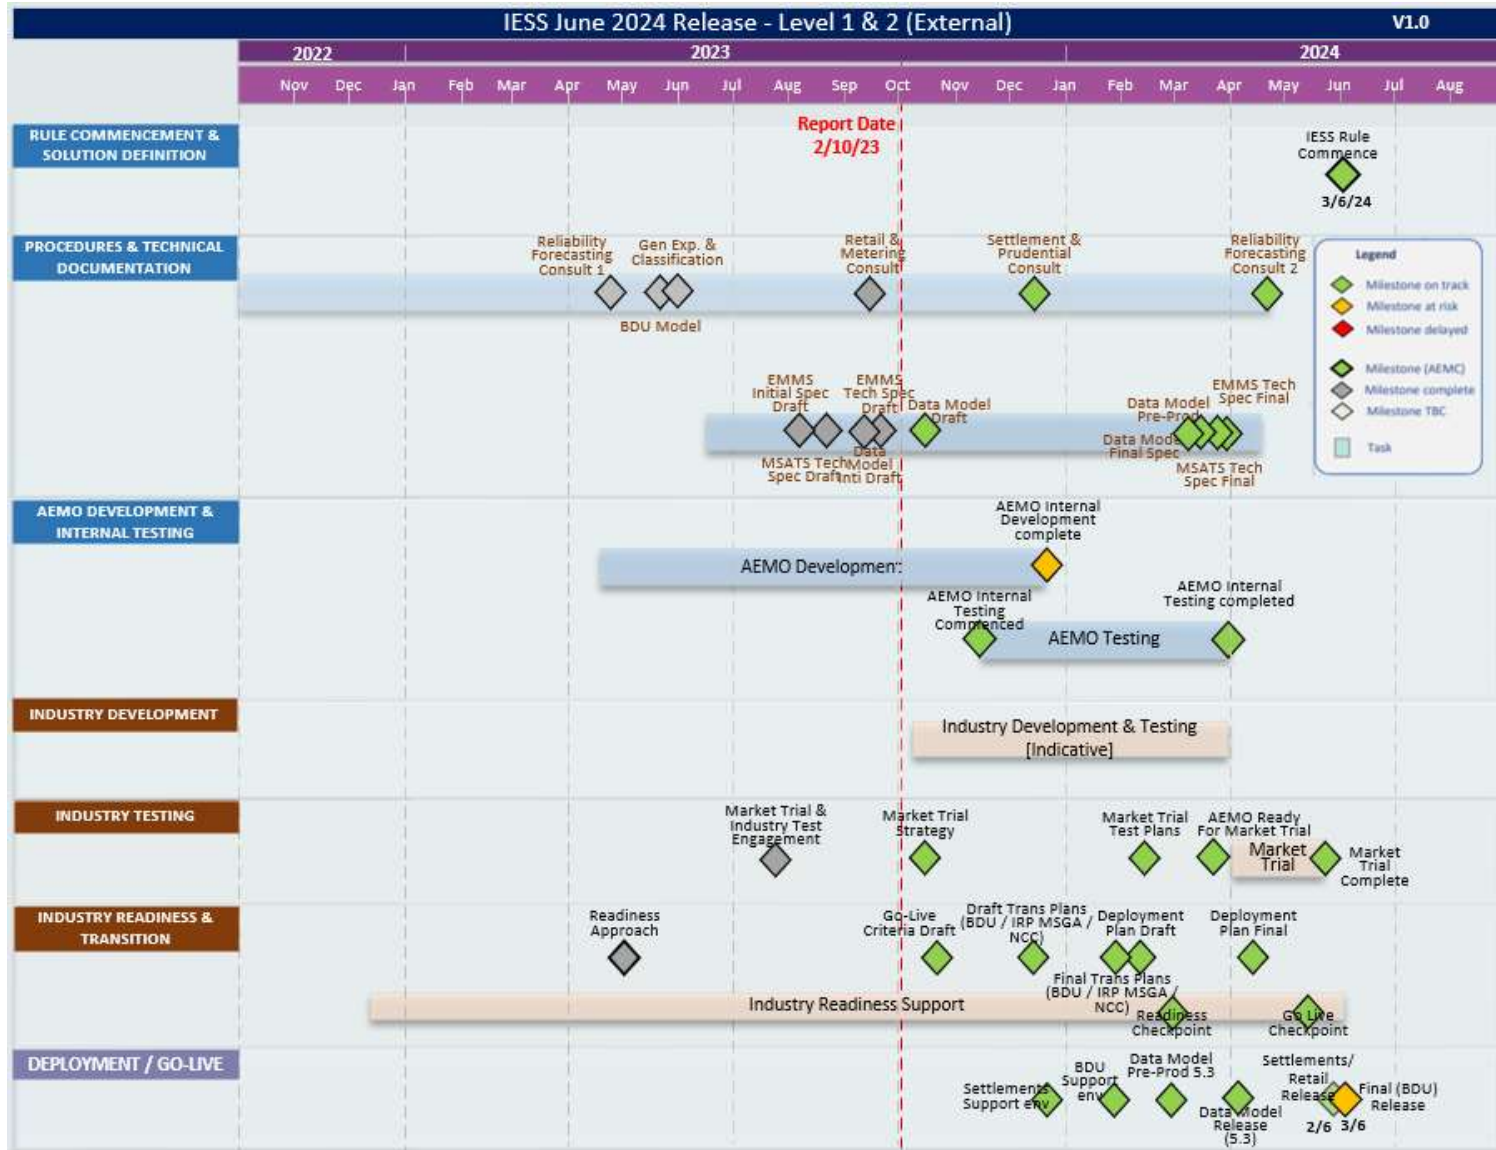 IESS June 2024 Release - Level 1 & 2 (External)
V1.0
2022
2023
2024
Nov
Dec
Jan
Feb
Mar
Apr
May
Jun
Jul
Aug
Sep
Oct
Nov
Dec
Jan
Feb
Mar
Apr
May
Jun
Jul
Aug
Report Date
2/10/23
RULE COMMENCEMENT &
SOLUTION DEFINITION
IESS Rule
Commence
3/6/24
PROCEDURES & TECHNICAL
DOCUMENTATION
Reliability
Forecasting
Consult 1
Gen Exp. &
Classification
BDU Model
Retail &
Metering
Consult
Settlement &
Prudential
Consult
Reliability
Forecasting
Consult 2
Legend
Milestone on track
Milestone at risk
Milestone delayed
Milestone (AEMC)
Milestone complete
Milestone TBC
Task
EMMS
Initial Spec
Draft
EMMS
Tech Spec
Draft
Data Model
Draft
MSATS Tech
Spec Draft
Data
Model
Inti Draft
Data Model
Pre-Prod
Data Model
Final Spec
EMMS Tech
Spec Final
MSATS Tech
Spec Final
AEMO DEVELOPMENT &
INTERNAL TESTING
AEMO Internal
Development
complete
AEMO Development
AEMO Internal
Testing
Commenced
AEMO Testing
AEMO Internal
Testing completed
INDUSTRY DEVELOPMENT
Industry Development & Testing
[Indicative]
INDUSTRY TESTING
Market Trial &
Industry Test
Engagement
Market Trial
Strategy
Market Trial
Test Plans
AEMO Ready
For Market Trial
Market
Trial
Market
Trial
Complete
INDUSTRY READINESS &
TRANSITION
Readiness
Approach
Go-Live
Criteria Draft
Draft Trans Plans
(BDU / IRP MSGA /
NCC)
Deployment
Plan Draft
Deployment
Plan Final
Industry Readiness Support
Final Trans Plans
(BDU / IRP MSGA /
NCC)
Readiness
Checkpoint
Go Live
Checkpoint
DEPLOYMENT / GO-LIVE
Settlements
Support env
BDU
Support
env
Data Model
Pre-Prod 5.3
Data Model
Release
(5.3)
Settlements/
Retail
Release
2/6
3/6
Final (BDU)
Release